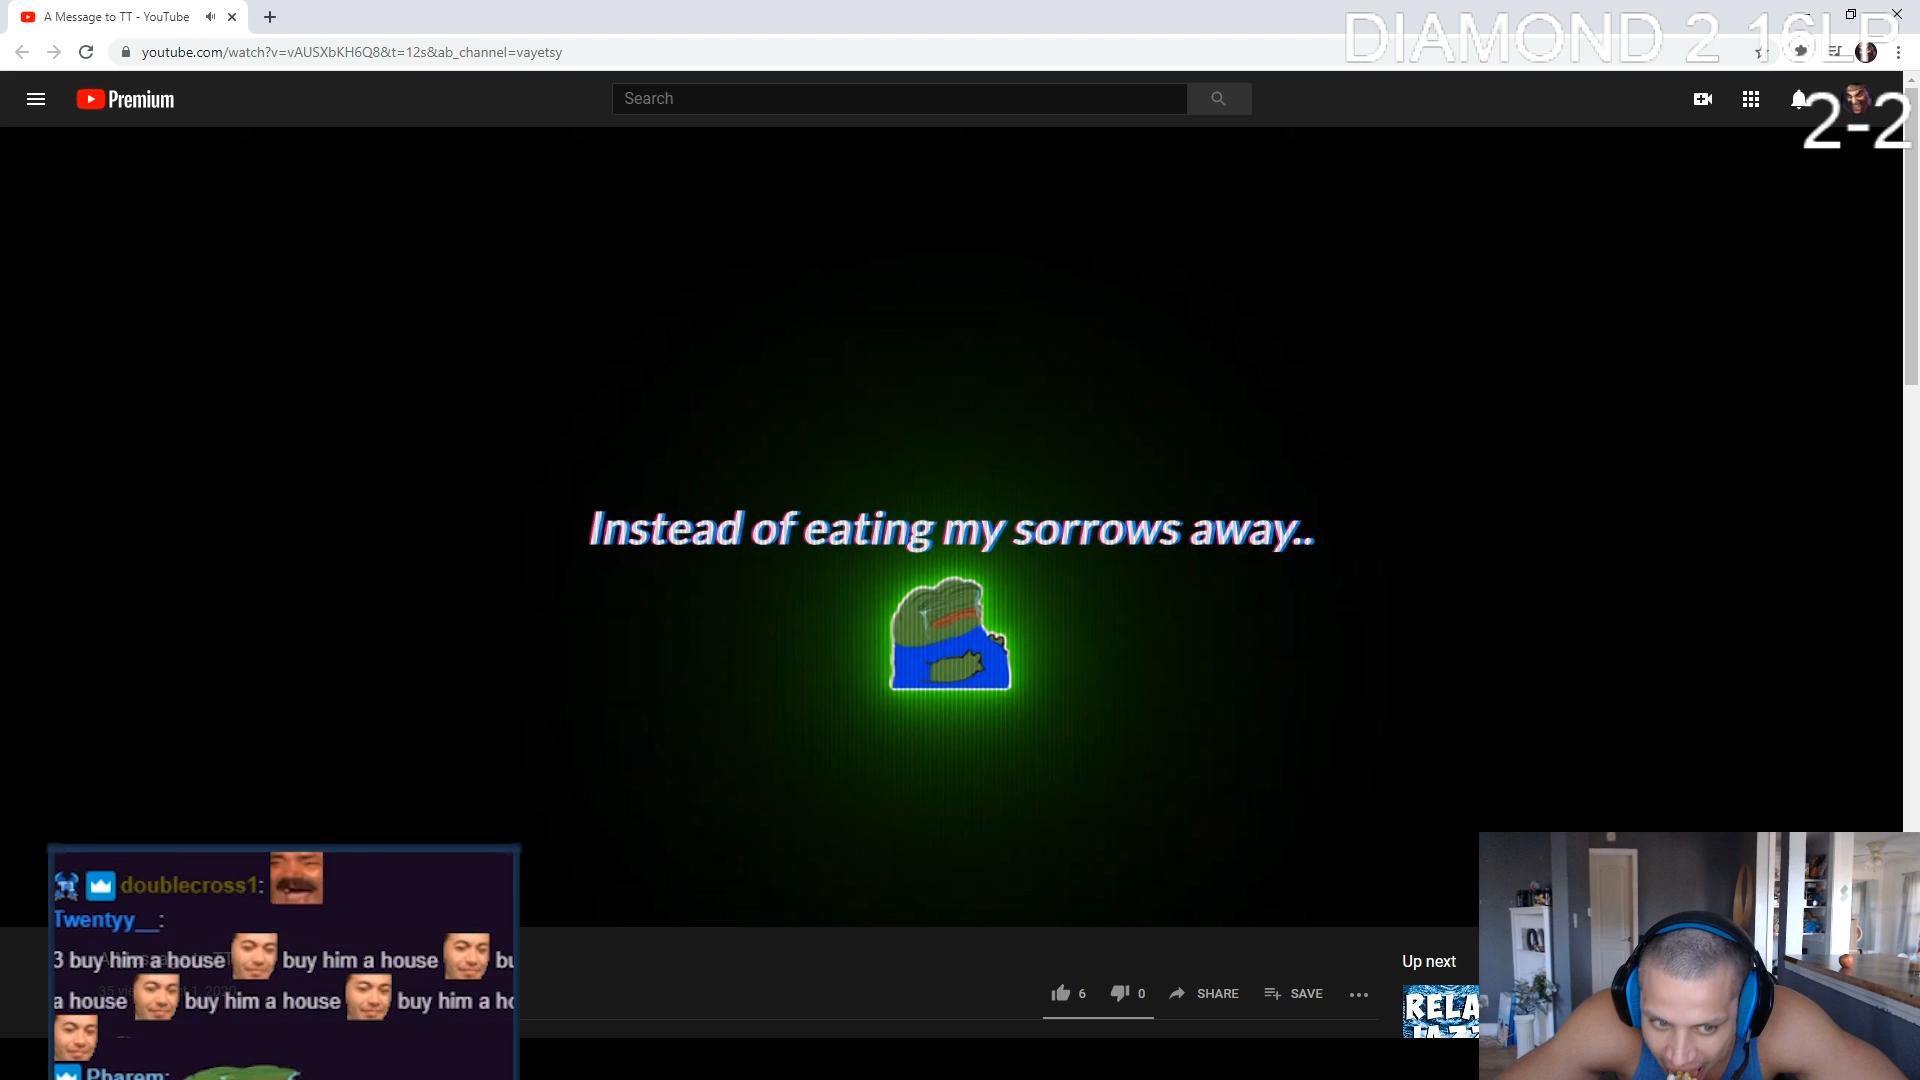 A Message to TT - YouTube
DIAMOND 2 16LP
youtube.com/watch?v=vAUSXbKH6Q8&t=12s&ab_channel=vayetsy
Premium
Search
2-2
Instead of eating my sorrows away..
doublecross1:
Twentyy__:
3 buy him a house buy him a house bu
a house buy him a house buy him a ho
Pharem:
6
0
SHARE
SAVE
Up next
RELA
JAZZ